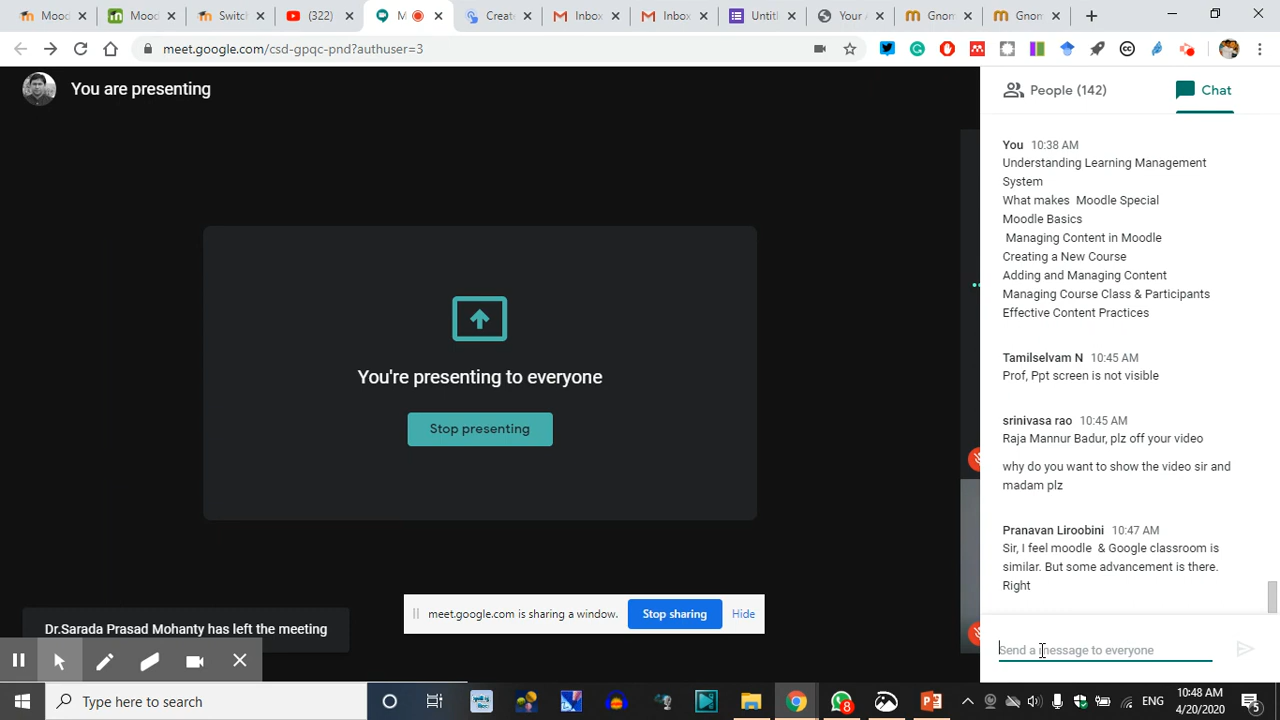 Mood
Mood
Switch
(322)
M
Create
Inbox
Inbox
Untitl
Your A
Gnom
Gnom
meet.google.com/csd-gpqc-pnd?authuser=3
You are presenting
People (142)
Chat
You 10:38 AM
Understanding Learning Management
System
What makes Moodle Special
Moodle Basics
Managing Content in Moodle
Creating a New Course
Adding and Managing Content
Managing Course Class & Participants
Effective Content Practices
Tamilselvam N 10:45 AM
Prof, Ppt screen is not visible
srinivasa rao 10:45 AM
Raja Mannur Badur, plz off your video
why do you want to show the video sir and
madam plz
Pranavan Liroobini 10:47 AM
Sir, I feel moodle & Google classroom is
similar. But some advancement is there.
Right
You're presenting to everyone
Stop presenting
meet.google.com is sharing a window.
Stop sharing
Hide
Dr.Sarada Prasad Mohanty has left the meeting
Send a message to everyone
Type here to search
8
ENG
10:48 AM
4/20/2020
5